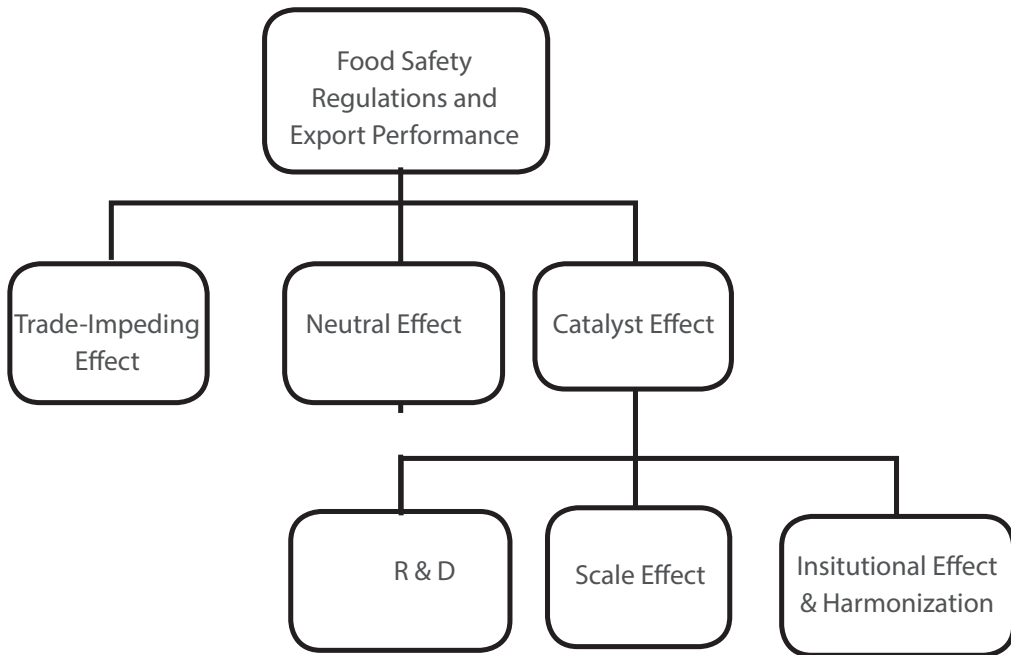 Food Safety
Regulations and
Export Performance
Trade-Impeding
Effect
Neutral Effect
Catalyst Effect
R & D
Scale Effect
Insitutional Effect
& Harmonization